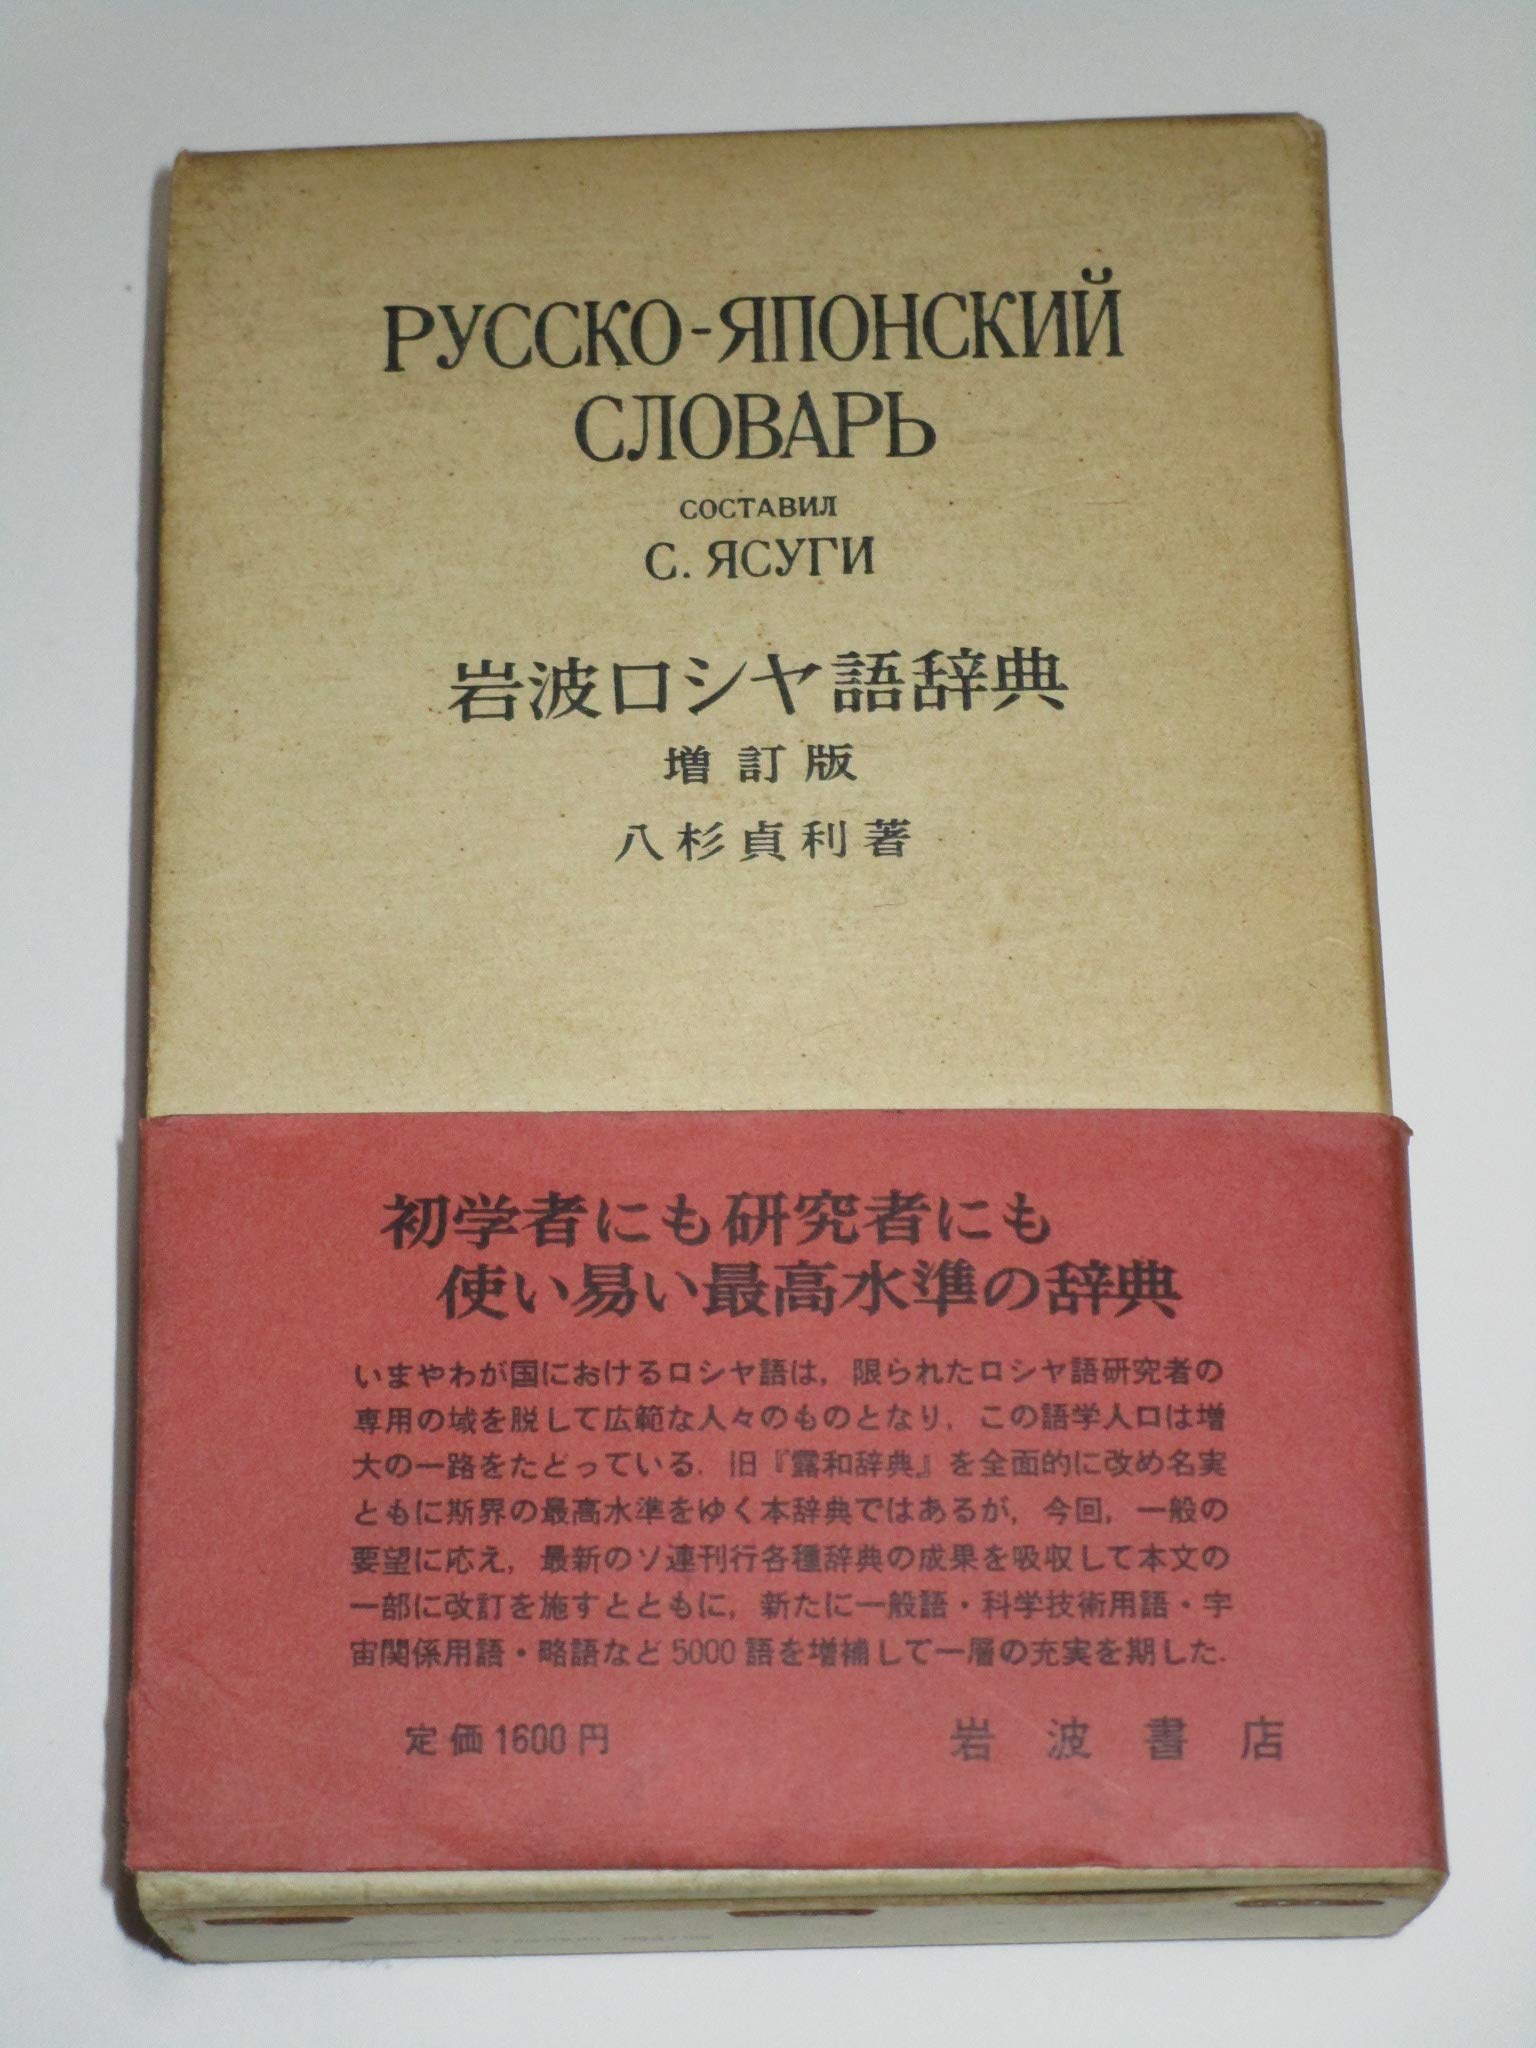 РУССКО-ЯПОНСКИЙ
СЛОВАРЬ
СОСТАВИЛ
С. ЯСУГИ
岩波ロシヤ語辞典
増訂版
八杉貞利著
初学者にも研究者にも
使い易い最高水準の辞典
いまやわが国におけるロシヤ語は，限られたロシヤ語研究者の
専用の域を脱して広範な人々のものとなり，この語学人口は増
大の一路をたどっている．旧『露和辞典』を全面的に改め名実
ともに斯界の最高水準をゆく本辞典ではあるが，今回，一般の
要望に応え，最新のソ連刊行各種辞典の成果を吸収して本文の
一部に改訂を施すとともに，新たに一般語・科学技術用語・宇
宙関係用語・略語など5000語を増補して一層の充実を期した．
定価1600円
岩波書店